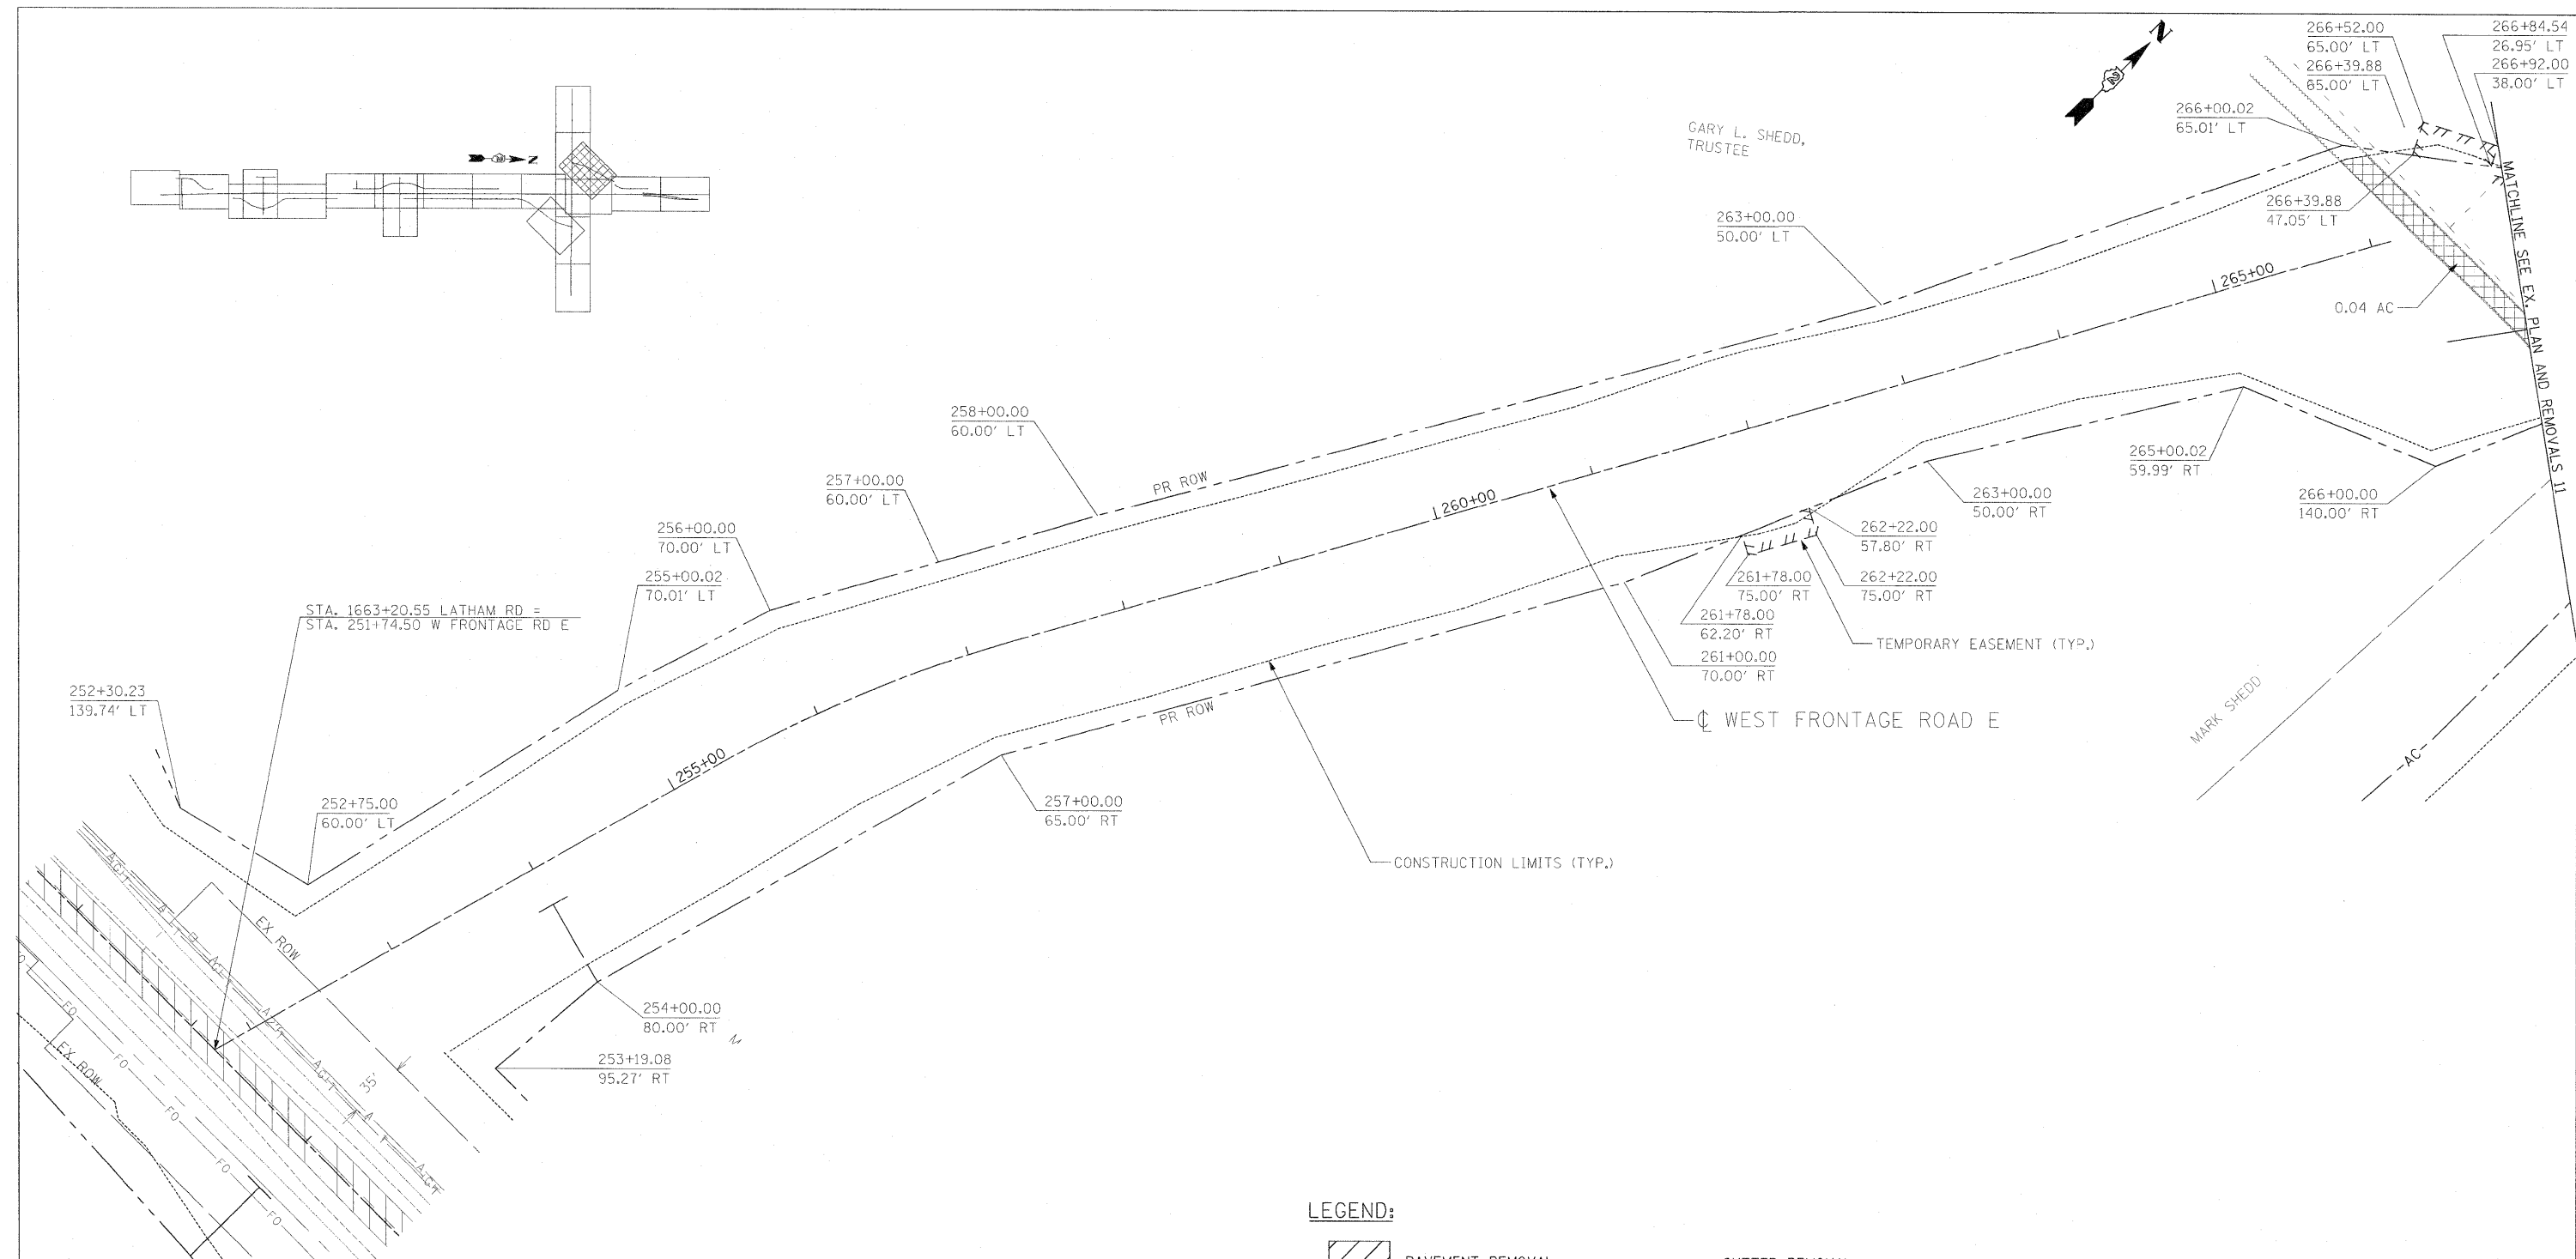 N
N
266+52.00
65.00' LT
266+39.88
65.00' LT
266+84.54
26.95' LT
266+92.00
38.00' LT
266+00.02
65.01' LT
GARY L. SHEDD,
TRUSTEE
263+00.00
50.00' LT
266+39.88
47.05' LT
265+00
0.04 AC
MATCHLINE SEE EX. PLAN AND REMOVALS 11
258+00.00
60.00' LT
PR ROW
257+00.00
60.00' LT
260+00
265+00.02
59.99' RT
263+00.00
50.00' RT
266+00.00
140.00' RT
256+00.00
70.00' LT
262+22.00
57.80' RT
255+00.02
70.01' LT
261+78.00
75.00' RT
262+22.00
75.00' RT
STA. 1663+20.55 LATHAM RD =
STA. 251+74.50 W FRONTAGE RD E
261+78.00
62.20' RT
TEMPORARY EASEMENT (TYP.)
261+00.00
70.00' RT
252+30.23
139.74' LT
PR ROW
℄ WEST FRONTAGE ROAD E
MARK SHEDD
AC
255+00
252+75.00
60.00' LT
257+00.00
65.00' RT
CONSTRUCTION LIMITS (TYP.)
EX ROW
254+00.00
80.00' RT
M
253+19.08
95.27' RT
35'
FO
EX ROW
FO
FO
FO
FO
LEGEND:
PAVEMENT REMOVAL